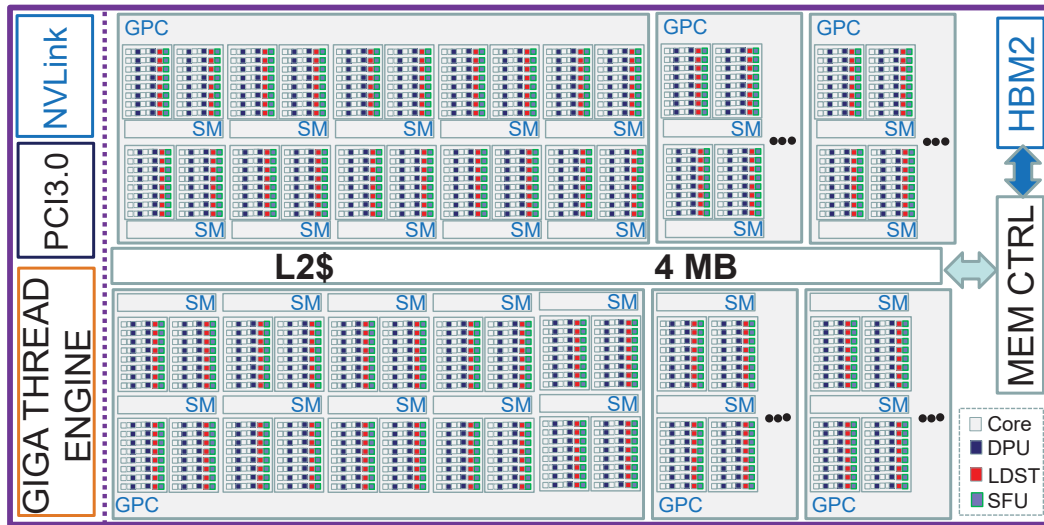 NVLink
PCI3.0
GIGA THREAD
ENGINE
GPC
GPC
GPC
SM SM SM SM SM SM SM
SM SM SM SM SM SM SM
L2$ 4 MB
SM SM SM SM SM SM SM
SM SM SM SM SM SM SM
GPC
GPC
GPC
HBM2
MEM CTRL
Core
DPU
LDST
SFU